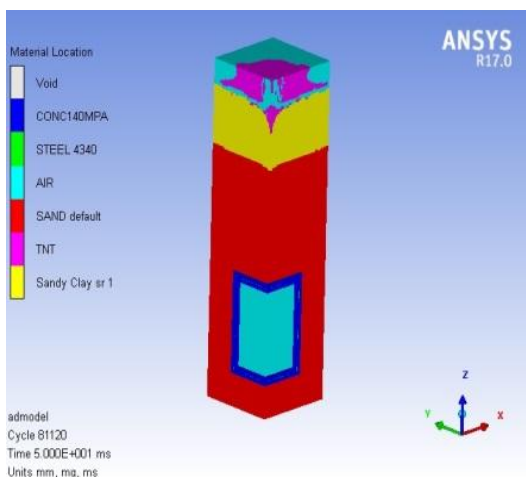 ANSYS
R17.0
Material Location
Void
CONC140MPA
STEEL 4340
AIR
SAND default
TNT
Sandy Clay sr 1
Z
Y
X
admodel
Cycle 81120
Time 5.000E+001 ms
Units mm, mg, ms